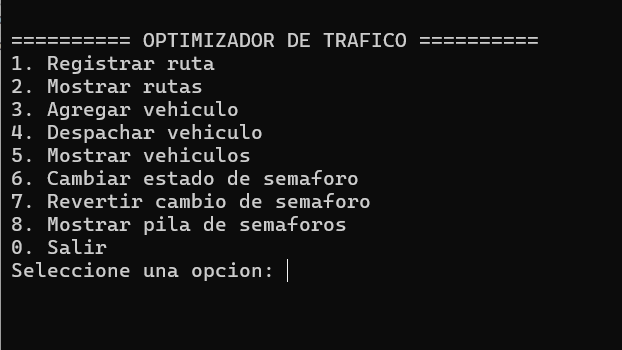 ========== OPTIMIZADOR DE TRAFICO ==========
1. Registrar ruta
2. Mostrar rutas
3. Agregar vehiculo
4. Despachar vehiculo
5. Mostrar vehiculos
6. Cambiar estado de semaforo
7. Revertir cambio de semaforo
8. Mostrar pila de semaforos
0. Salir
Seleccione una opcion: